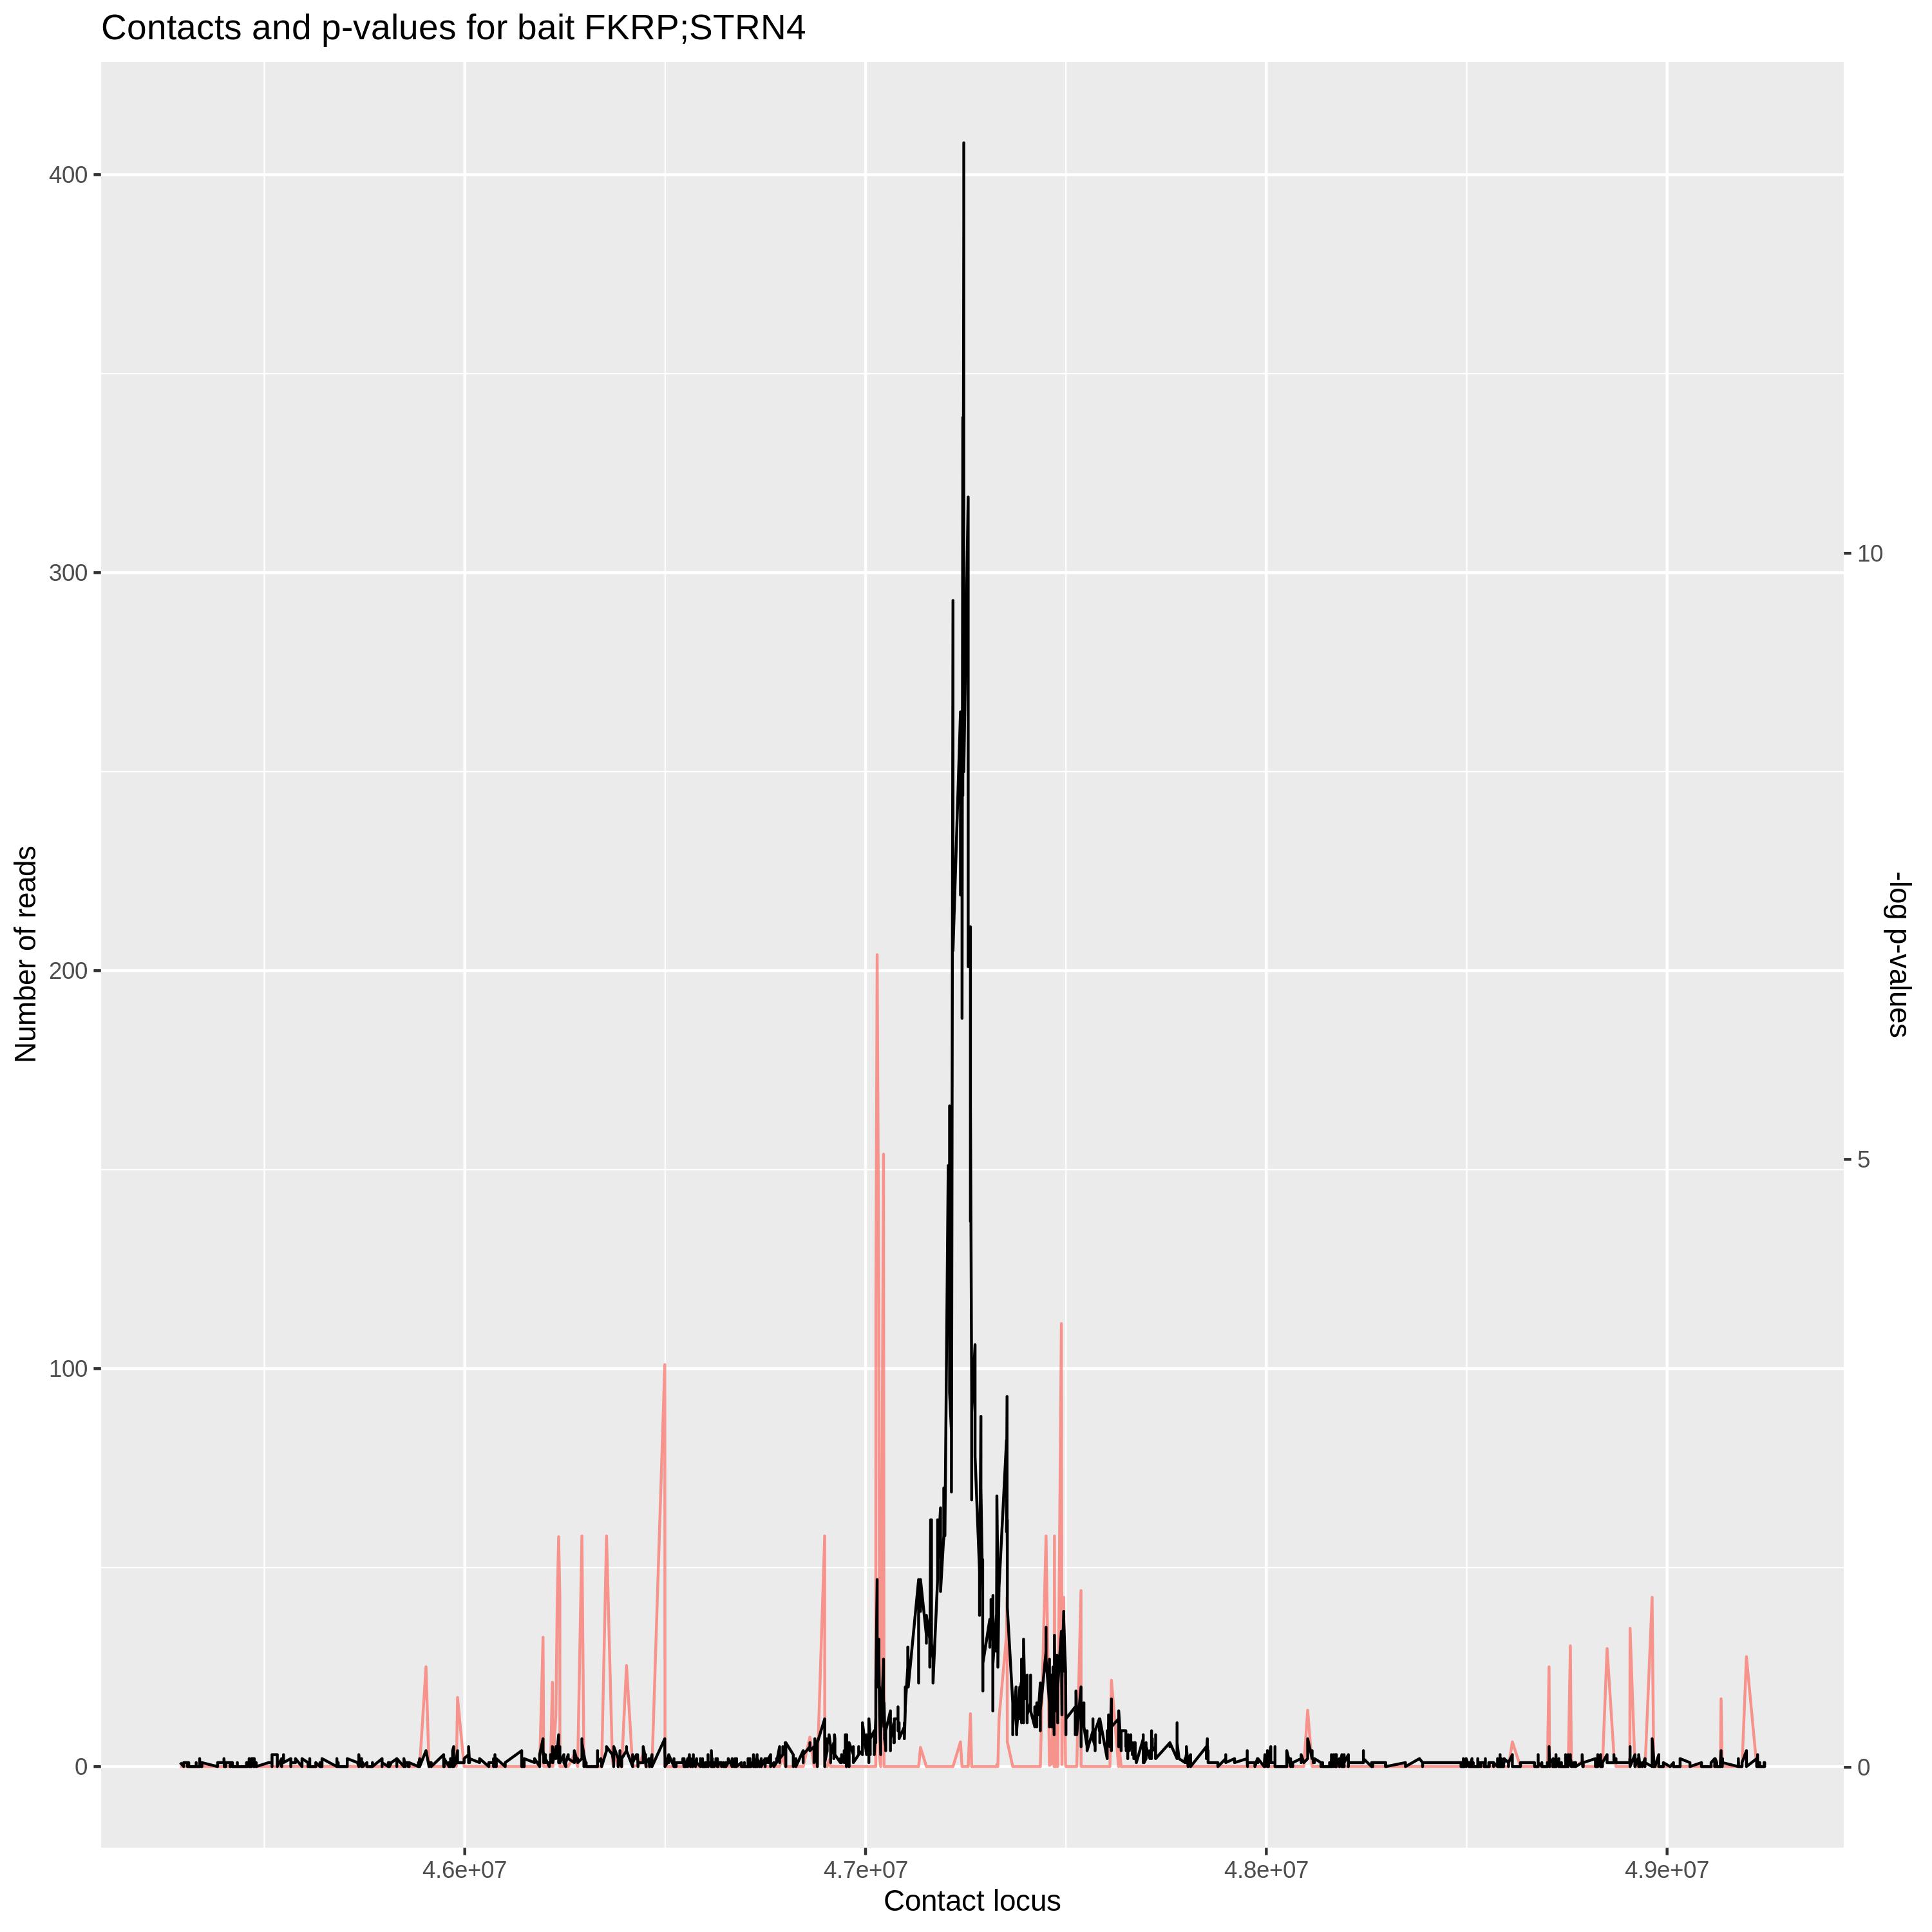 Contacts and p-values for bait FKRP;STRN4
400
300
200
100
0
Number of reads
10
5
0
-log p-values
4.6e+07
4.7e+07
4.8e+07
4.9e+07
Contact locus